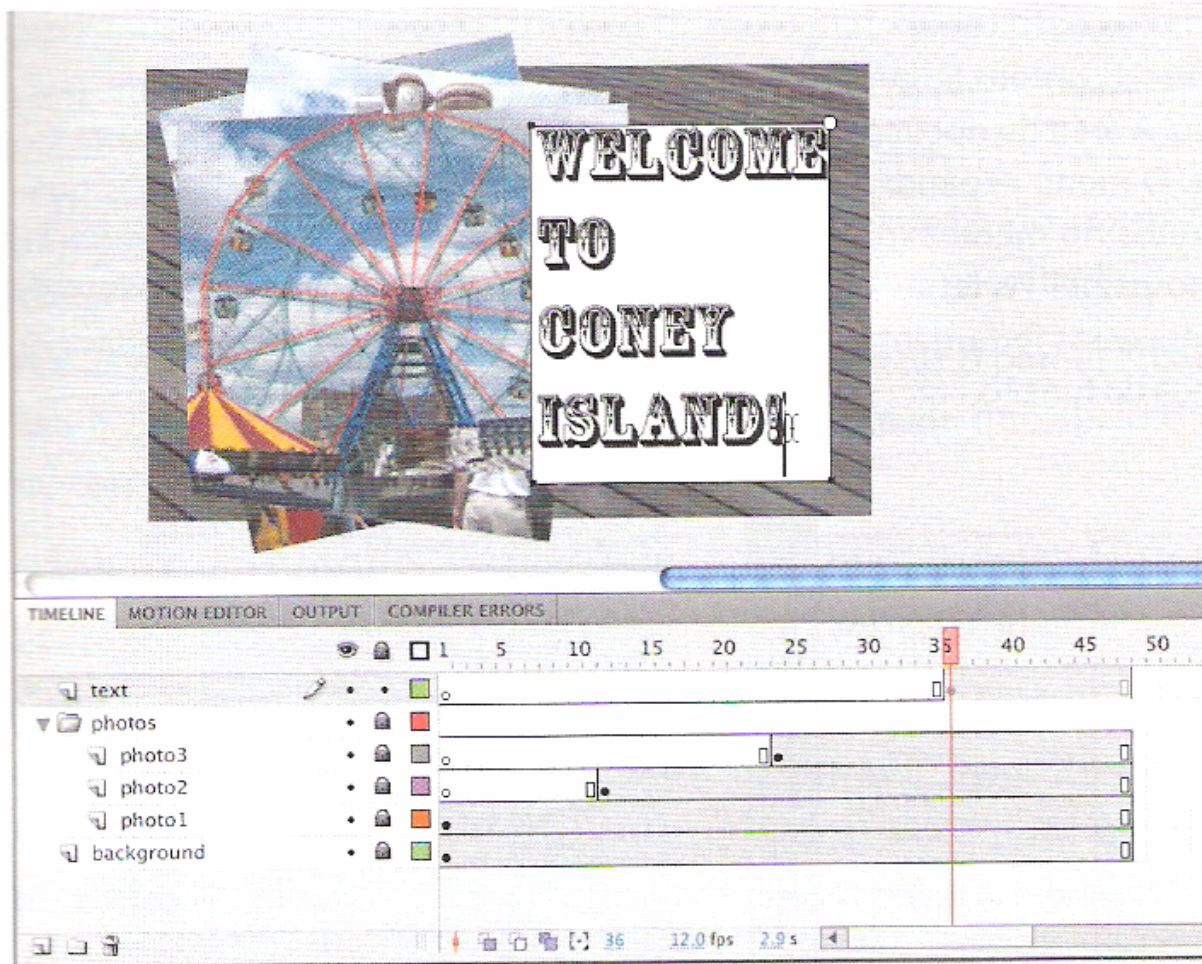 WELCOME
TO
CONEY
ISLAND!
TIMELINE MOTION EDITOR OUTPUT COMPILER ERRORS
1 5 10 15 20 25 30 35 40 45 50
text
photos
photo3
photo2
photo1
background
36 12.0 fps 2.9 s